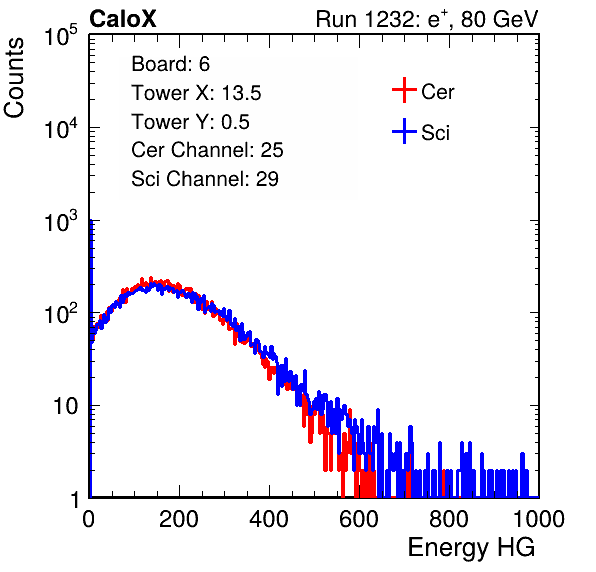 CaloX Run 1232: e⁺, 80 GeV
Counts
10⁵
10⁴
10³
10²
10
1
Board: 6
Tower X: 13.5
Tower Y: 0.5
Cer Channel: 25
Sci Channel: 29
Cer
Sci
0 200 400 600 800 1000
Energy HG